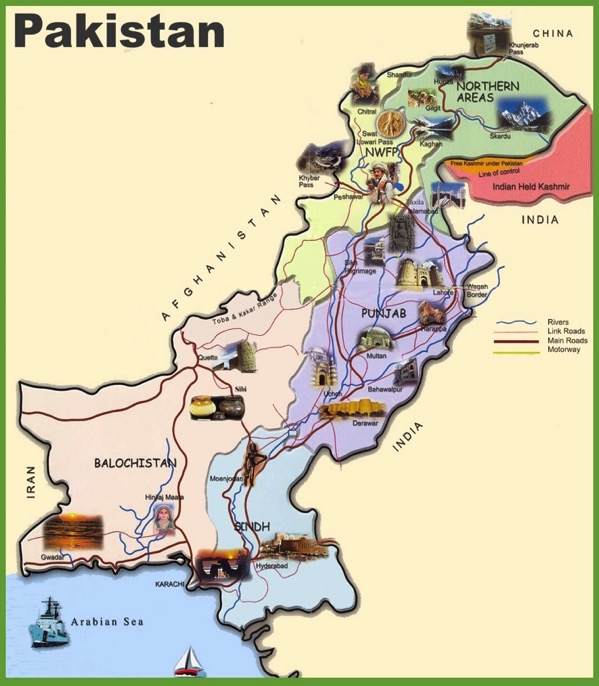 Pakistan
CHINA
Khunjerab
Pass
Shandur
Hunza
NORTHERN
AREAS
Chitral
Gilgit
Swat
Lowari Pass
Kaghan
Skardu
NWFP
Free Kashmir under Pakistan
Line of control
Indian Held Kashmir
Khyber
Pass
Peshawar
Taxila
Islamabad
INDIA
AFGHANISTAN
Pilgrimage
Lahore
Wagah
Border
Toba & Kakar Range
PUNJAB
Harappa
Rivers
Link Roads
Main Roads
Motorway
Multan
Quetta
Sibi
Uchch
Bahawalpur
Derawar
INDIA
IRAN
BALOCHISTAN
Moenjodaro
Hinglaj Maata
SINDH
Gwadar
Hyderabad
KARACHI
Arabian Sea